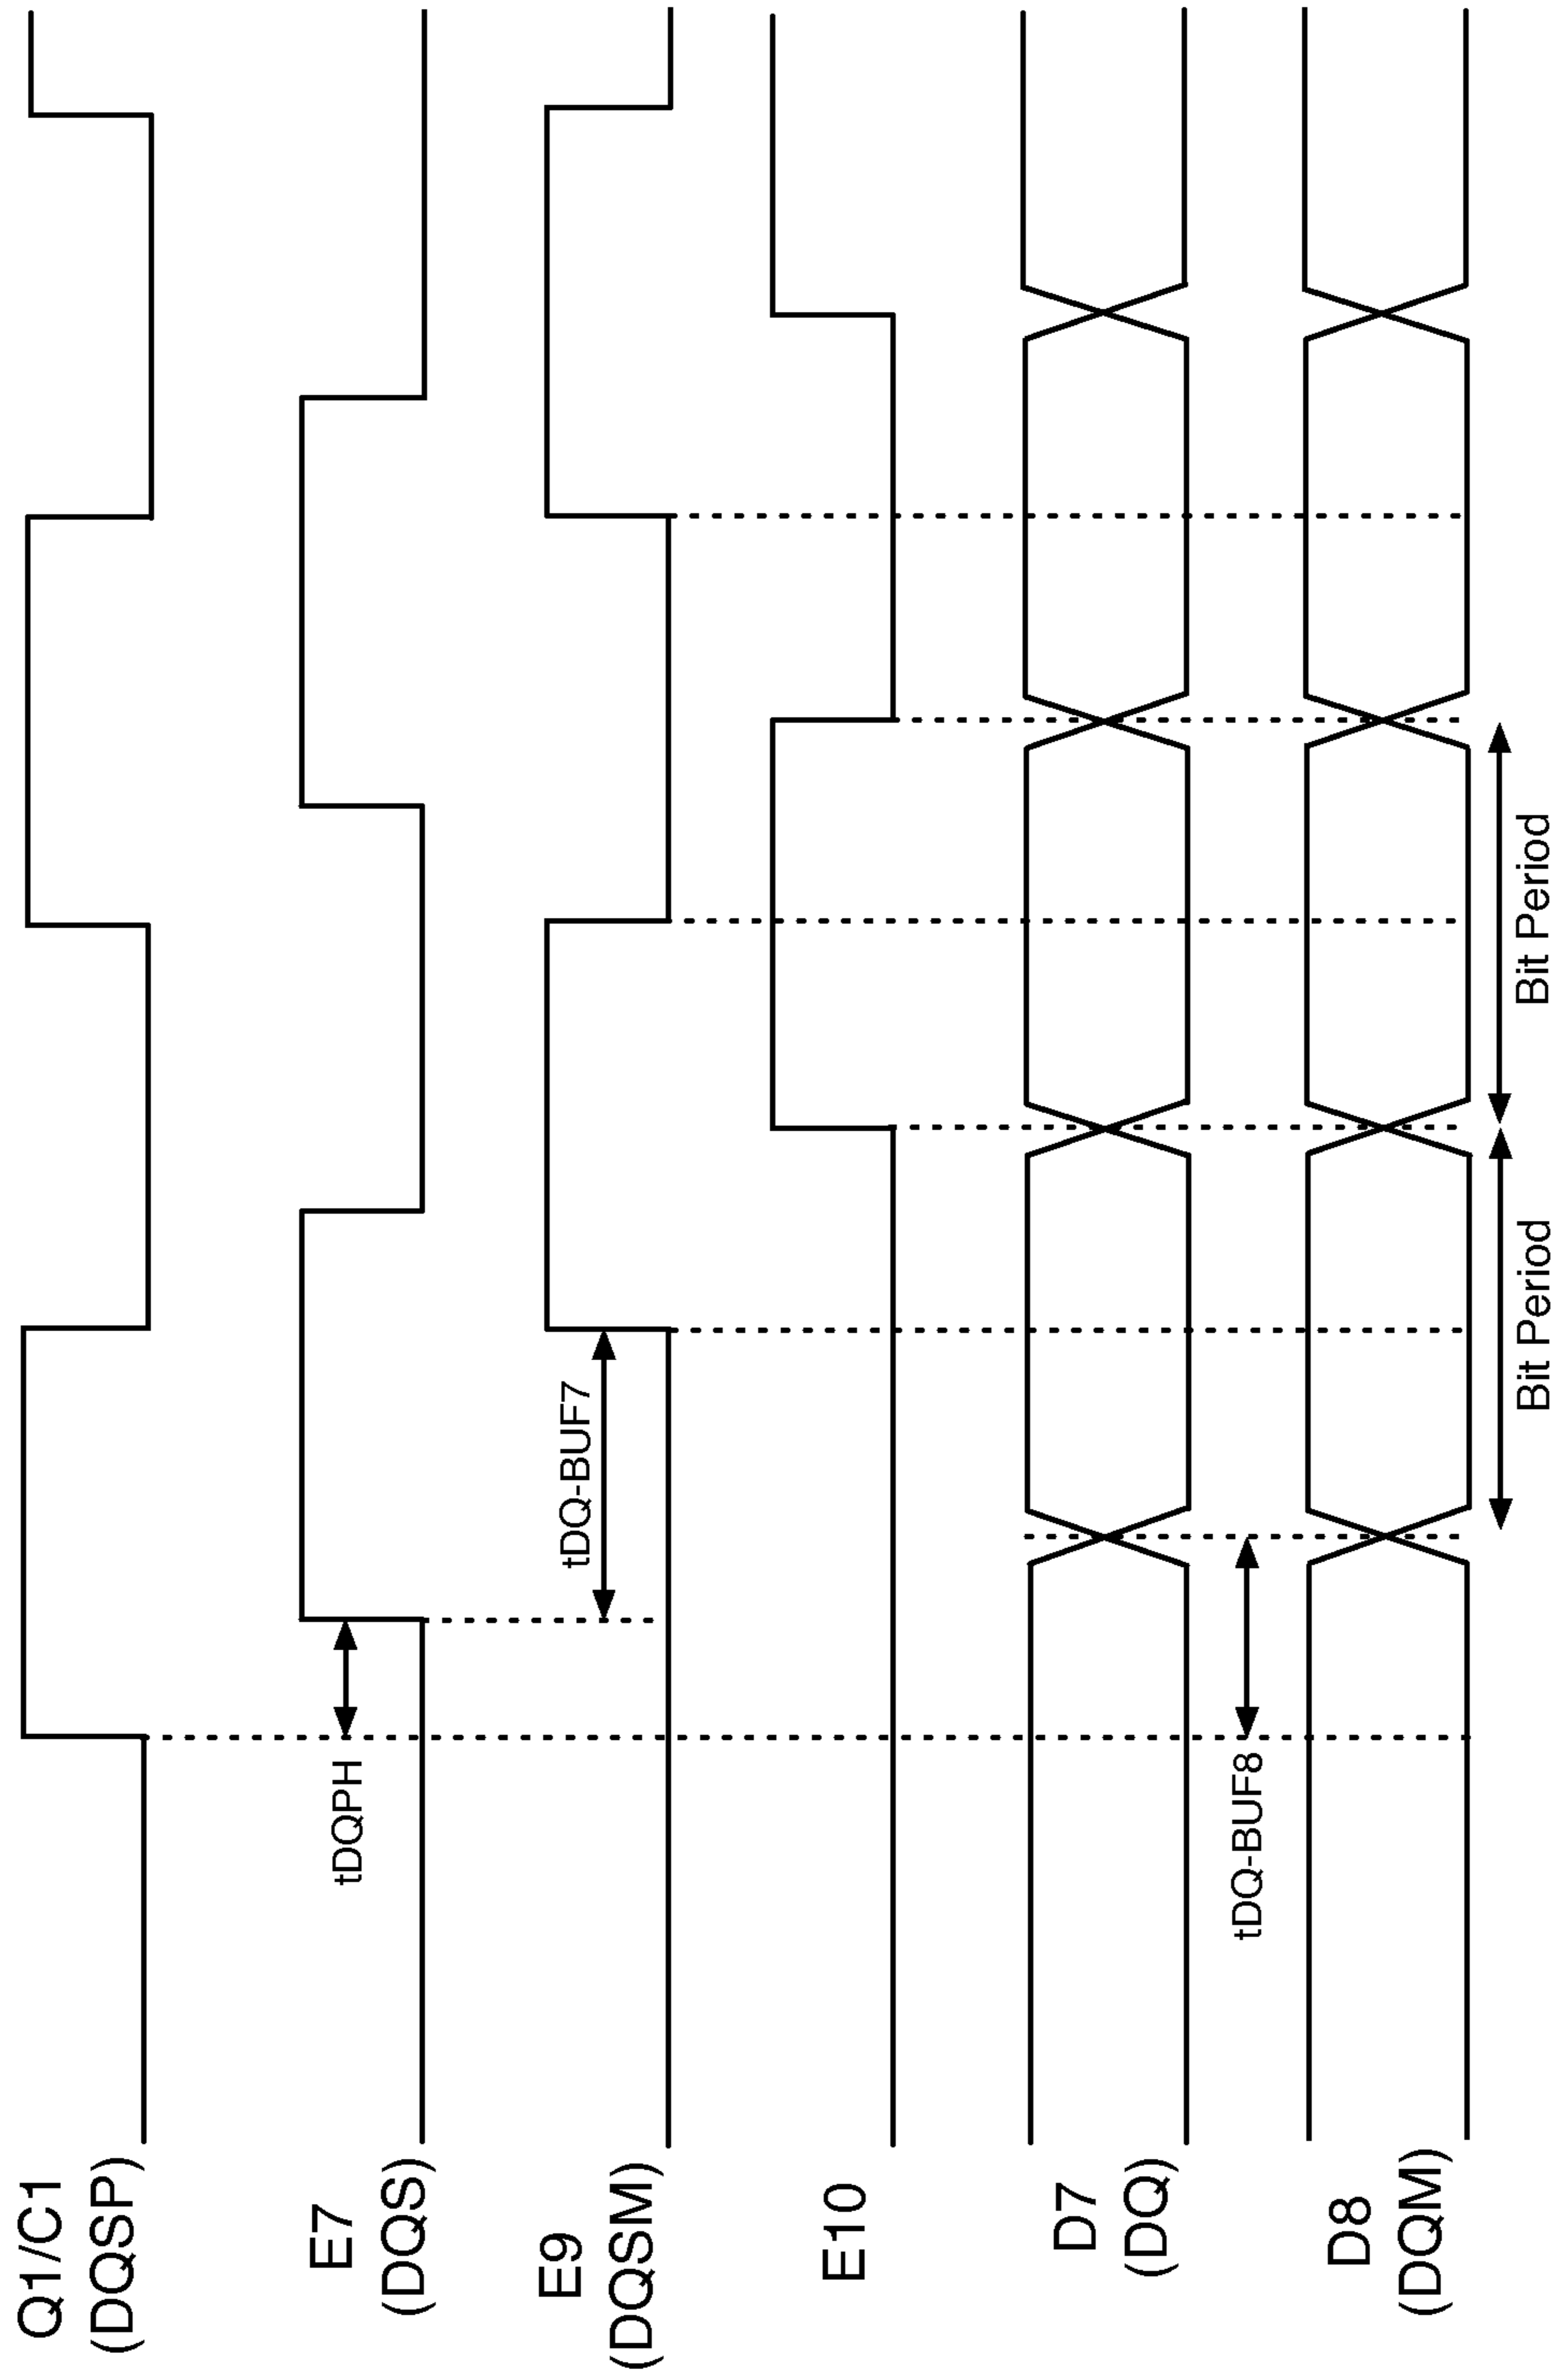 Q1/C1
(DQSP)
tDQPH
E7
(DQS)
tDQ-BUF7
E9
(DQSM)
E10
D7
(DQ)
tDQ-BUF8
D8
(DQM)
Bit Period
Bit Period